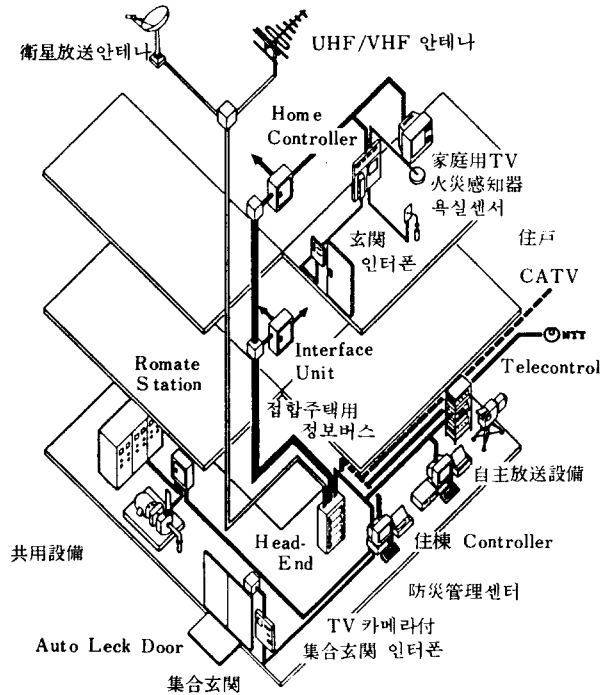 衛星放送안테나
UHF/VHF 안테나
Home
Controller
家庭用TV
火災感知器
욕실센서
玄関
인터폰
住戸
CATV
NTT
Telecontrol
Interface
Unit
Romate
Station
접합주택用
정보버스
自主放送設備
Head-
End
住棟 Controller
共用設備
防災管理센터
TV카메라付
集合玄関 인터폰
Auto Leck Door
集合玄関